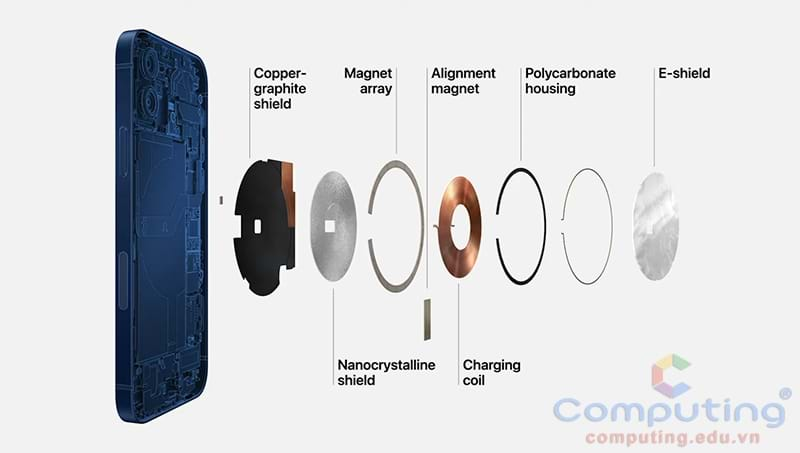 Copper-
graphite
shield
Magnet
array
Alignment
magnet
Polycarbonate
housing
E-shield
Nanocrystalline
shield
Charging
coil
Computing®
computing.edu.vn